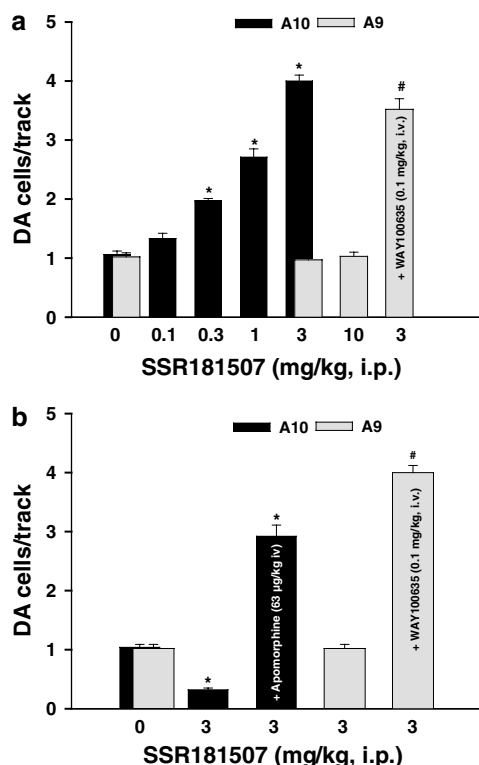 a
A10 A9
5
4
3
2
1
0
DA cells/track
* * * #
+ WAY100635 (0.1 mg/kg, i.v.)
0 0.1 0.3 1 3 10 3
SSR181507 (mg/kg, i.p.)
b
A10 A9
5
4
3
2
1
0
DA cells/track
* * #
+ Apomorphine (63 µg/kg iv)
+ WAY100635 (0.1 mg/kg, i.v.)
0 3 3 3 3
SSR181507 (mg/kg, i.p.)